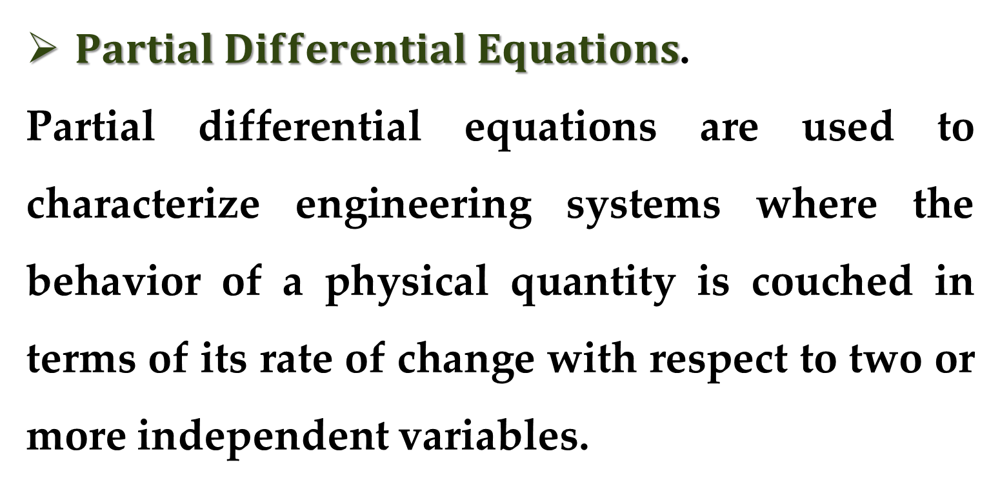 ➢ Partial Differential Equations.
Partial differential equations are used to
characterize engineering systems where the
behavior of a physical quantity is couched in
terms of its rate of change with respect to two or
more independent variables.